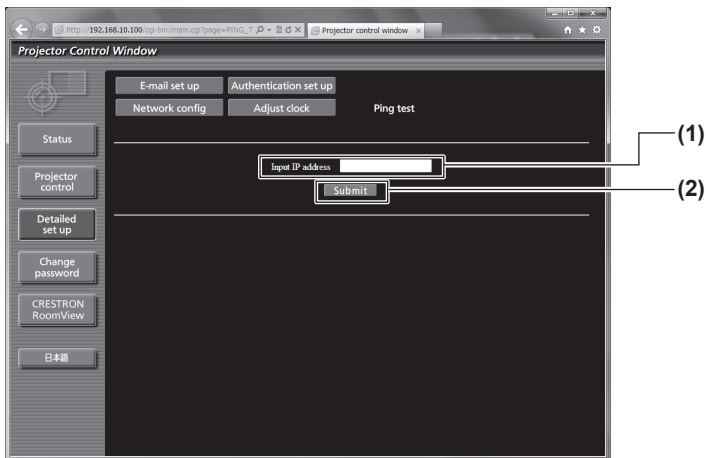 http://192.168.10.100/cgi-bin/main.cgi?page=PING_T
Projector control window
Projector Control Window
E-mail set up
Authentication set up
Network config
Adjust clock
Ping test
Status
Projector
control
Detailed
set up
Change
password
CRESTRON
RoomView
日本語
Input IP address
Submit
(1)
(2)